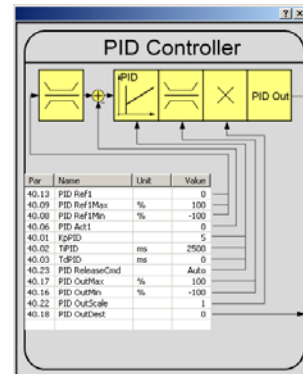 PID Controller
PID
PID Out
Par Name Unit Value
40.13 PID Ref1 0
40.09 PID Ref1Max % 100
40.08 PID Ref1Min % -100
40.06 PID Act1 0
40.01 KpPID 5
40.02 TiPID ms 2500
40.03 TdPID ms 0
40.23 PID ReleaseCmd Auto
40.17 PID OutMax % 100
40.16 PID OutMin % -100
40.22 PID OutScale 1
40.18 PID OutDest 0